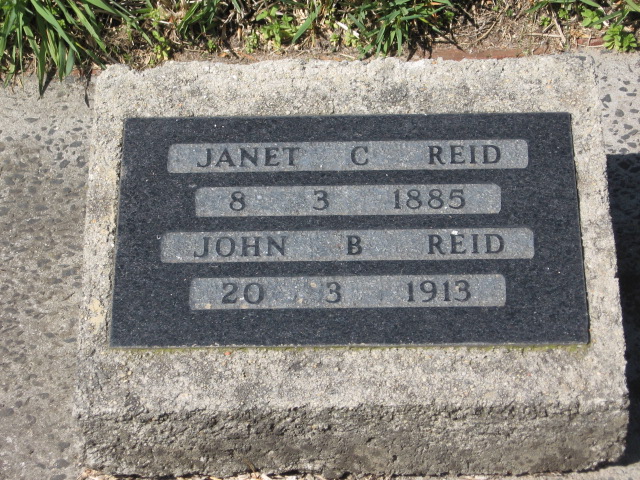 JANET C REID
8 3 1885
JOHN B REID
20 3 1913